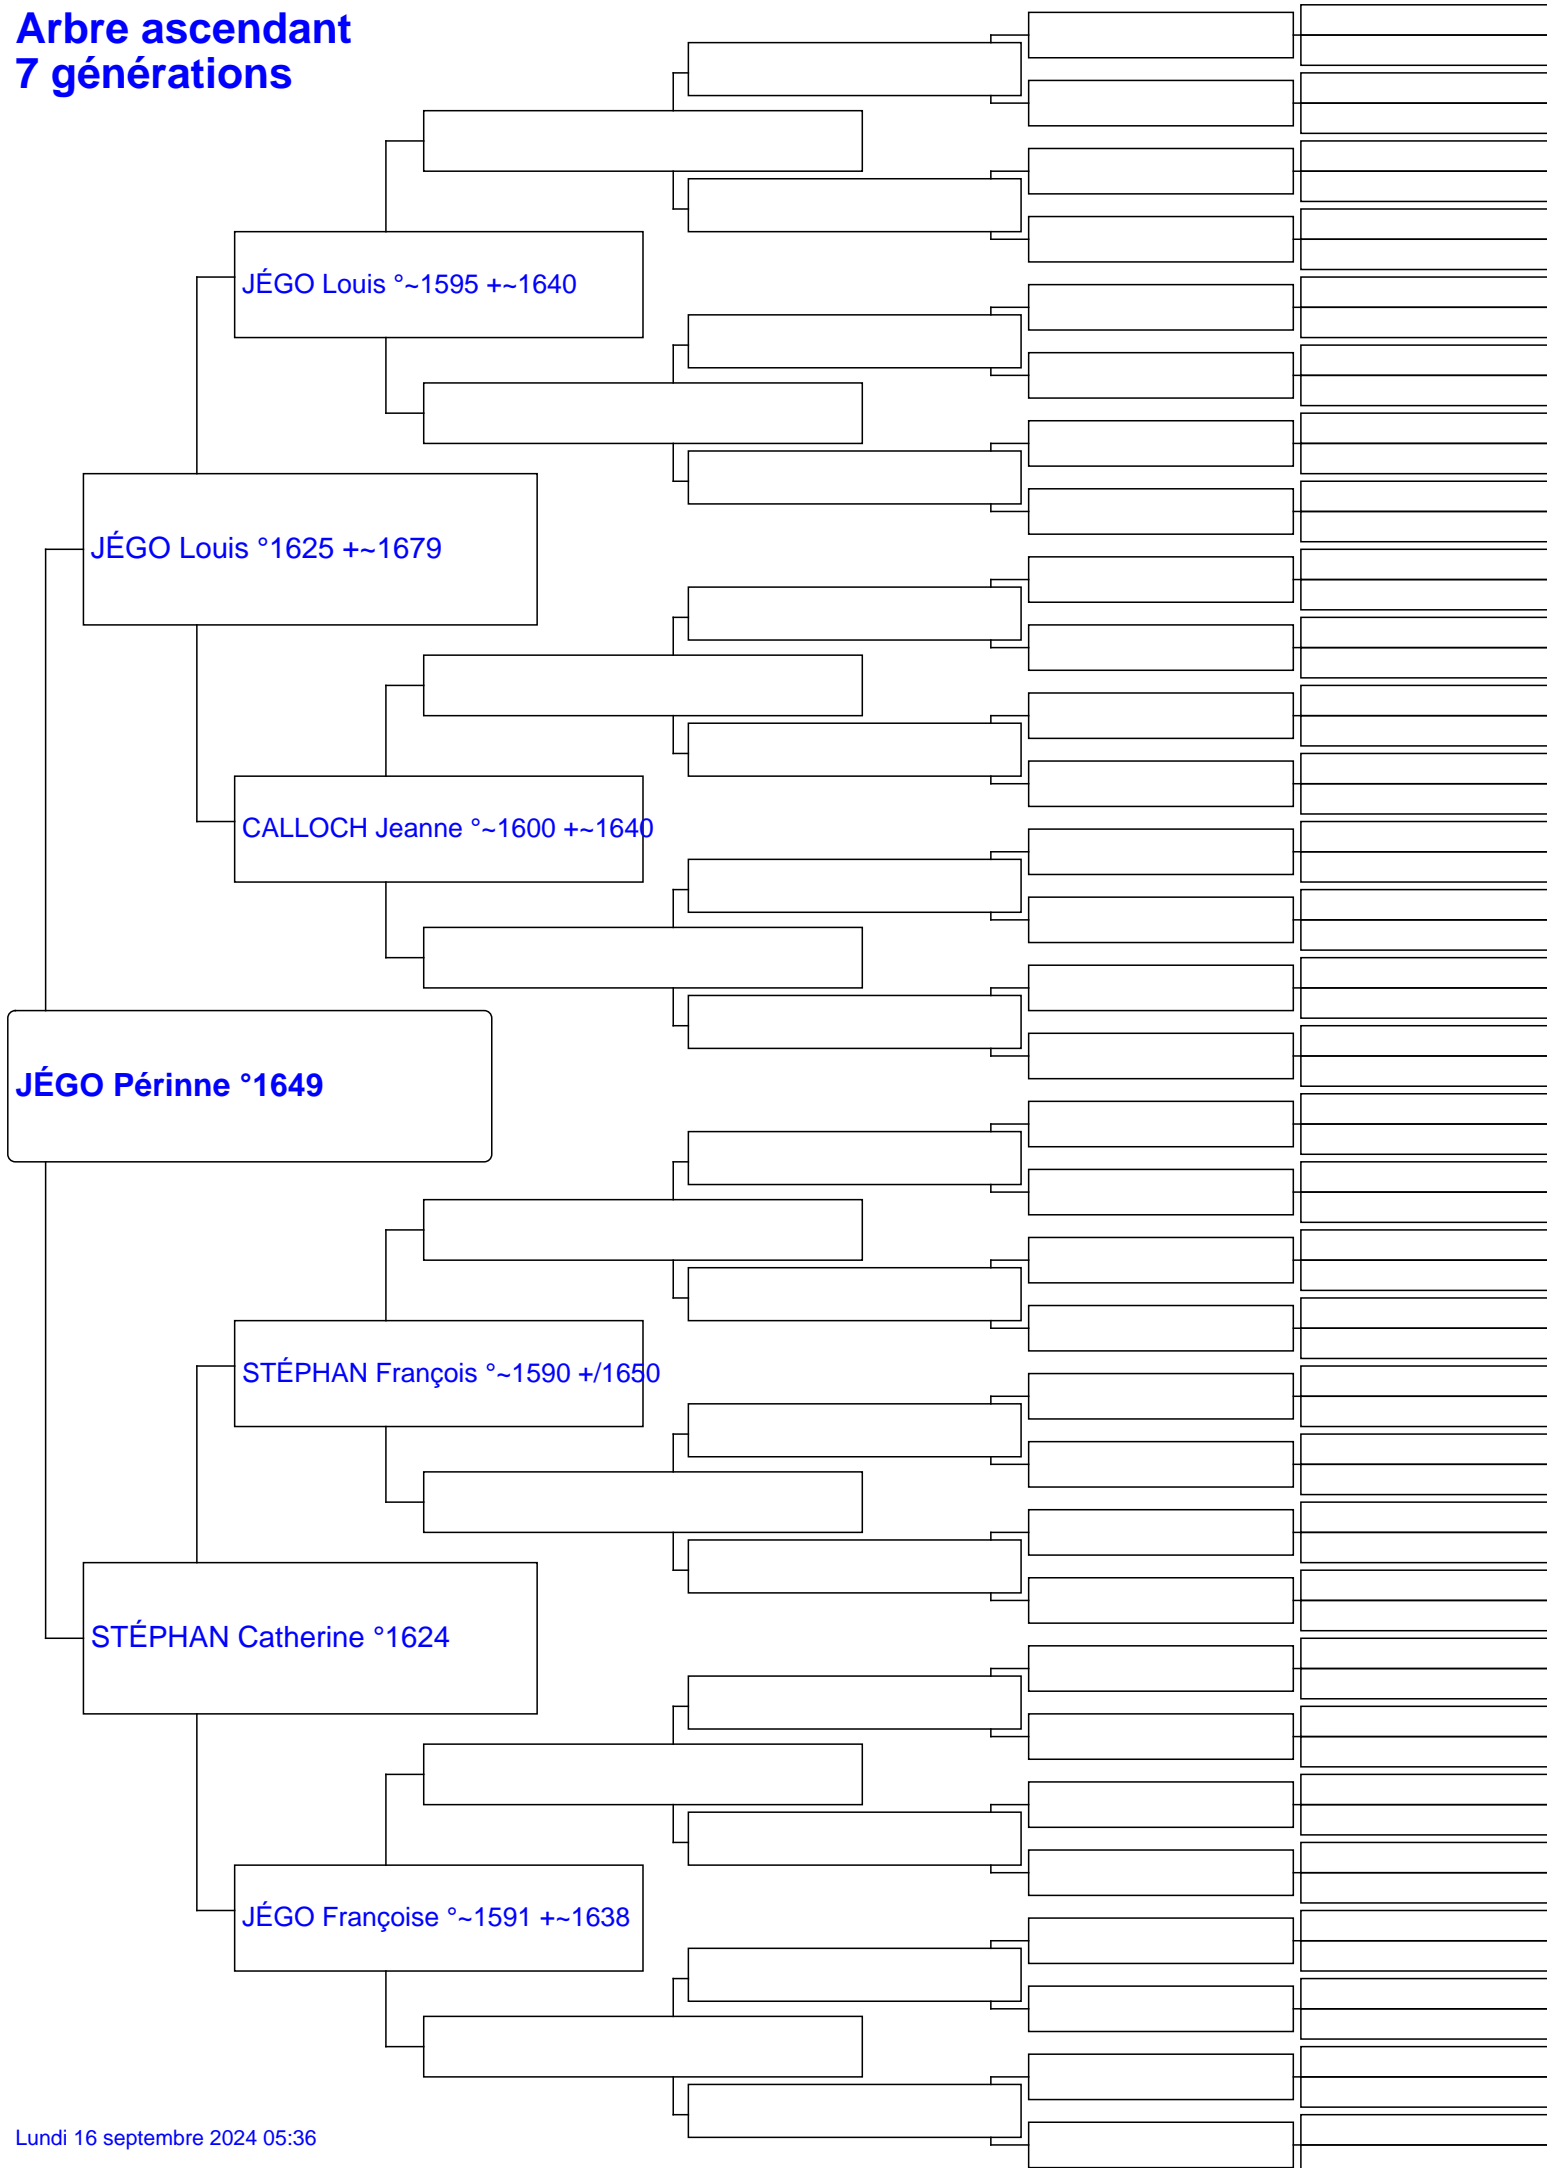 Arbre ascendant
7 générations
JÉGO Louis °~1595 +~1640
JÉGO Louis °1625 +~1679
CALLOCH Jeanne °~1600 +~1640
JÉGO Périnne °1649
STÉPHAN François °~1590 +/1650
STÉPHAN Catherine °1624
JÉGO Françoise °~1591 +~1638
Lundi 16 septembre 2024 05:36